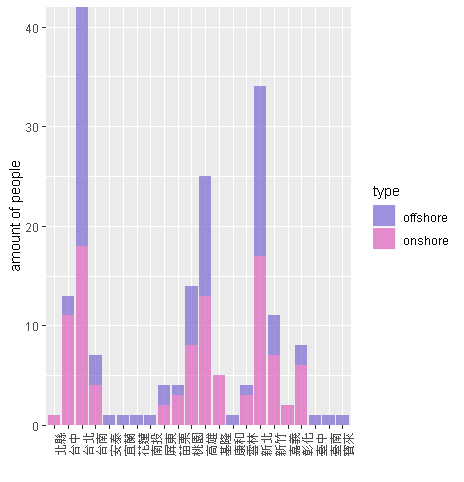 40
30
20
10
0
amount of people
北縣
台中
台北
台南
安泰
宜蘭
花蓮
南投
屏東
苗栗
桃園
高雄
基隆
康和
雲林
新北
新竹
嘉義
彰化
臺中
臺南
寶來
type
offshore
onshore